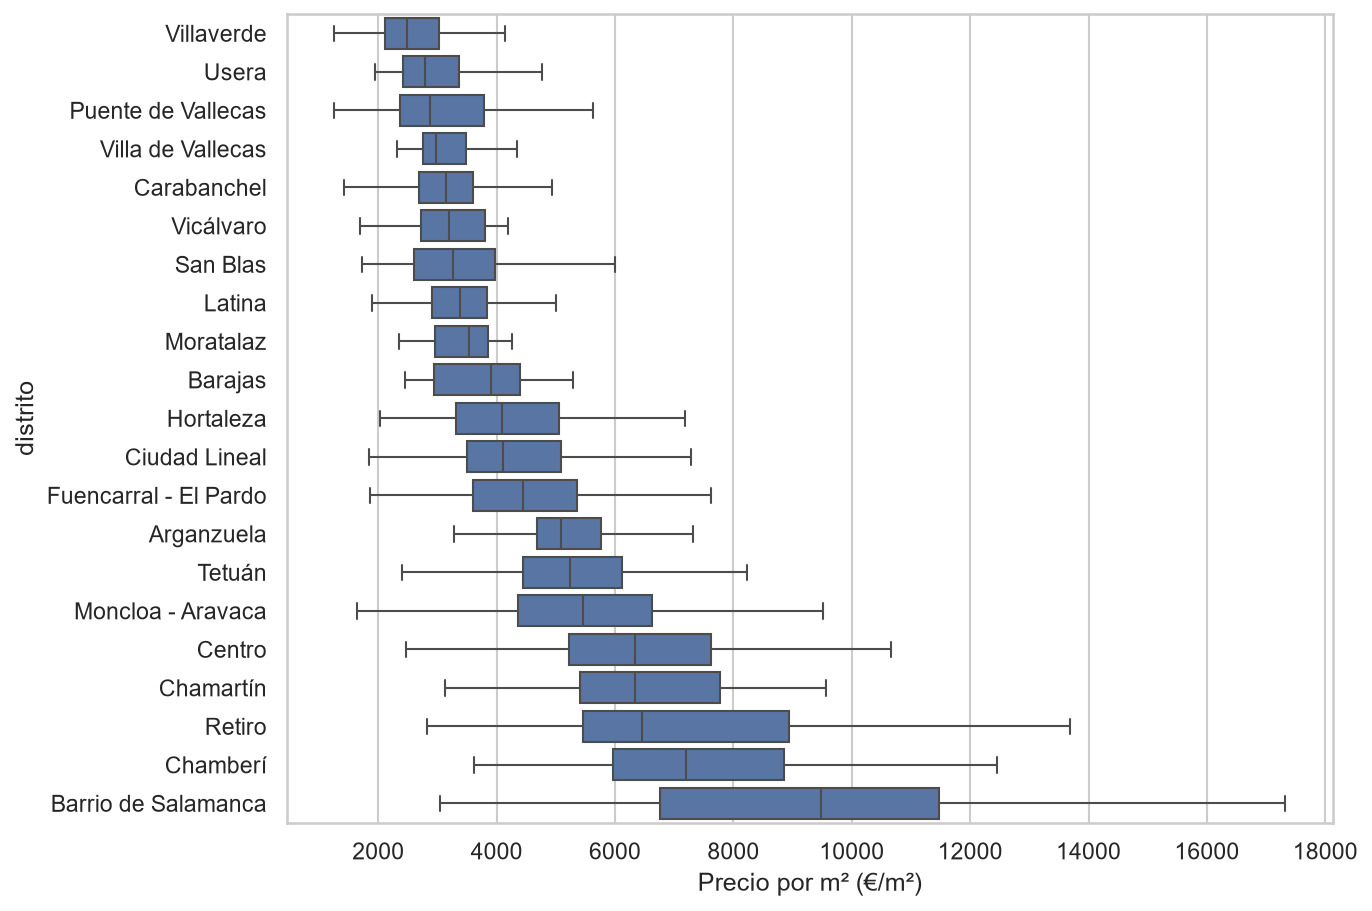 Villaverde
Usera
Puente de Vallecas
Villa de Vallecas
Carabanchel
Vicálvaro
San Blas
Latina
Moratalaz
Barajas
Hortaleza
Ciudad Lineal
Fuencarral - El Pardo
Arganzuela
Tetuán
Moncloa - Aravaca
Centro
Chamartín
Retiro
Chamberí
Barrio de Salamanca
distrito
2000 4000 6000 8000 10000 12000 14000 16000 18000
Precio por m² (€/m²)